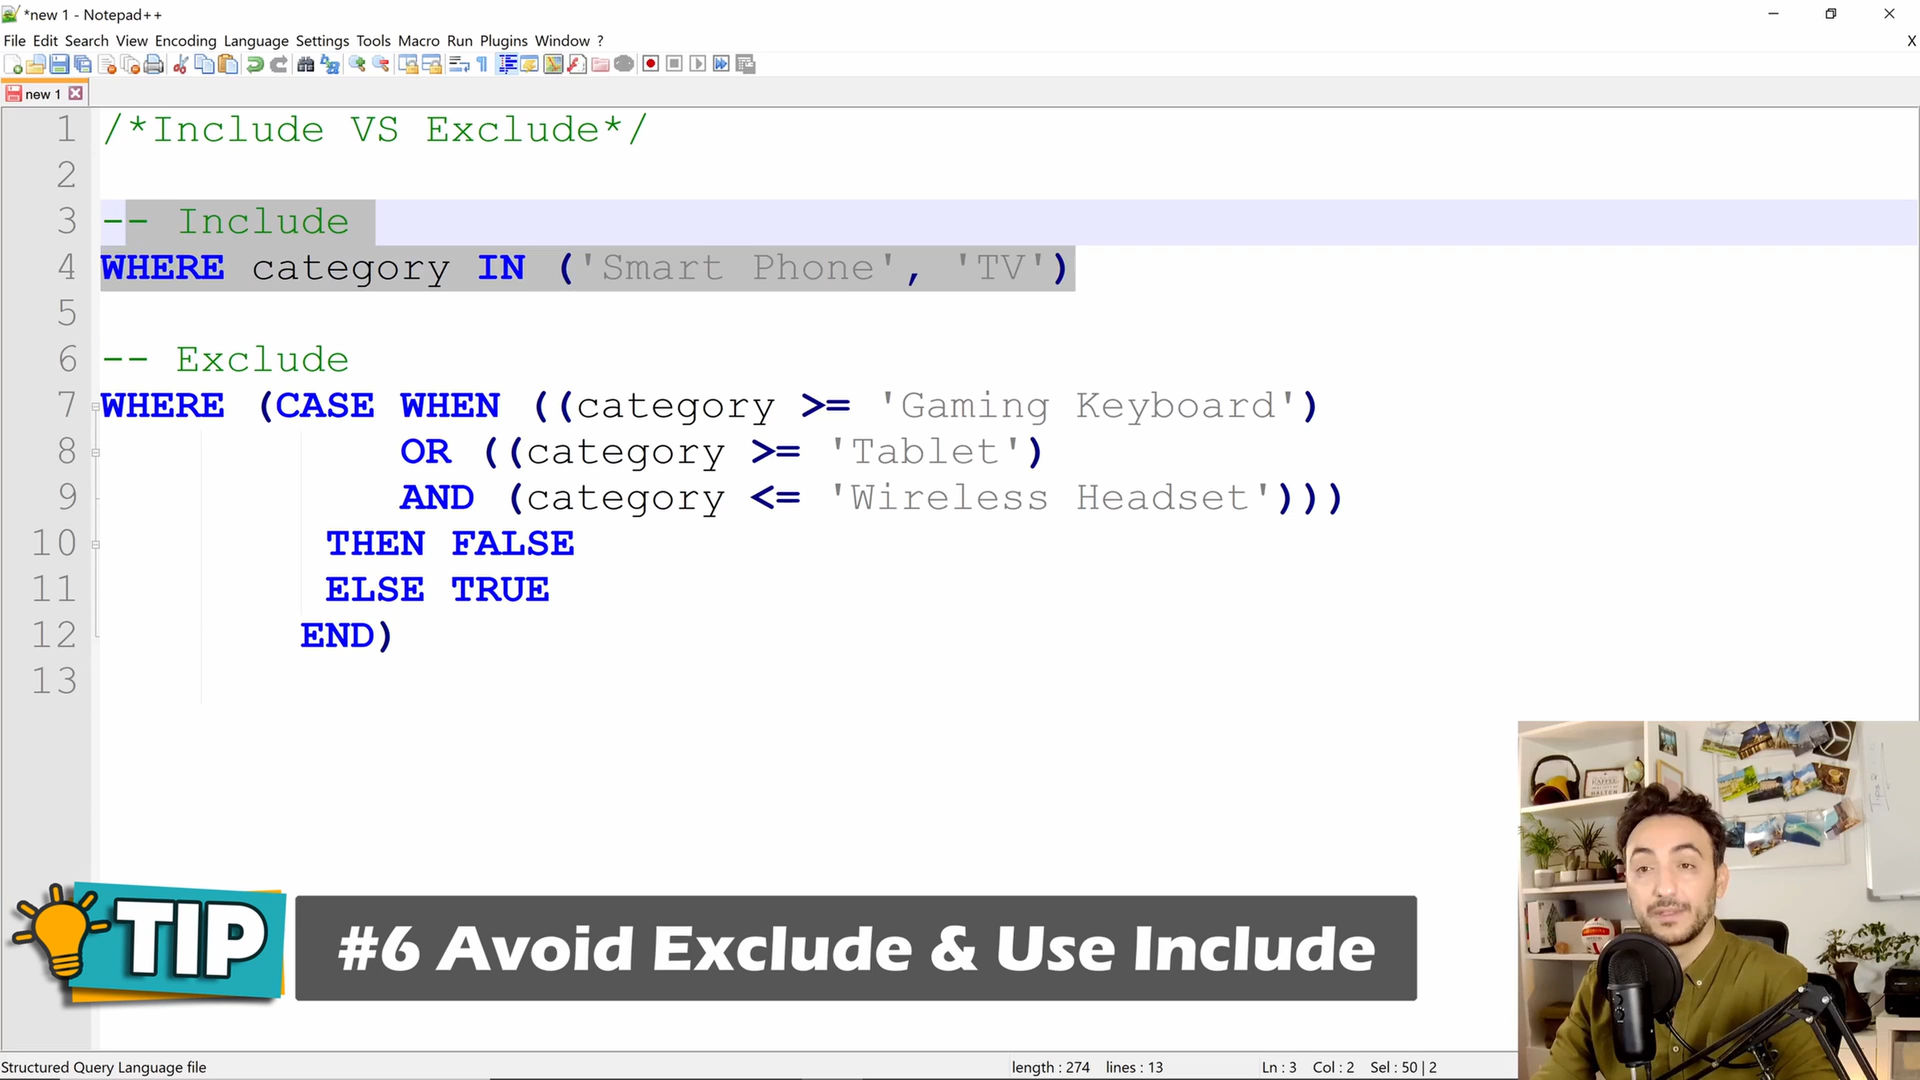 *new 1 - Notepad++
File Edit Search View Encoding Language Settings Tools Macro Run Plugins Window ?
X
new 1
1 /*Include VS Exclude*/
2
3 -- Include
4 WHERE category IN ('Smart Phone', 'TV')
5
6 -- Exclude
7 WHERE (CASE WHEN ((category >= 'Gaming Keyboard')
8 OR ((category >= 'Tablet')
9 AND (category <= 'Wireless Headset')))
10 THEN FALSE
11 ELSE TRUE
12 END)
13
TIP
#6 Avoid Exclude & Use Include
Structured Query Language file length : 274 lines : 13 Ln : 3 Col : 2 Sel : 50 | 2